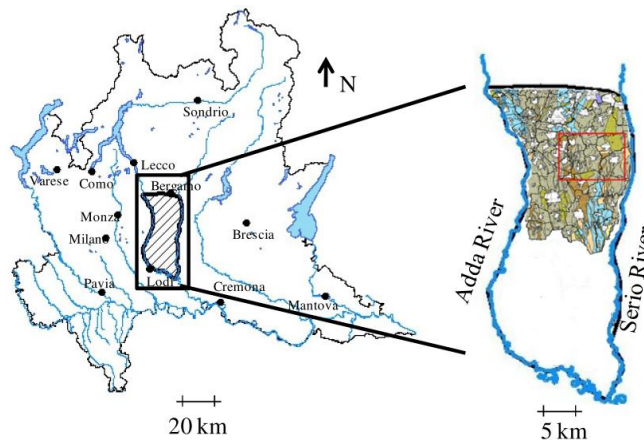 N
Sondrio
Lecco
Varese
Como
Bergamo
Monza
Milano
Brescia
Lodi
Pavia
Cremona
Mantova
20 km
Adda River
Serio River
5 km